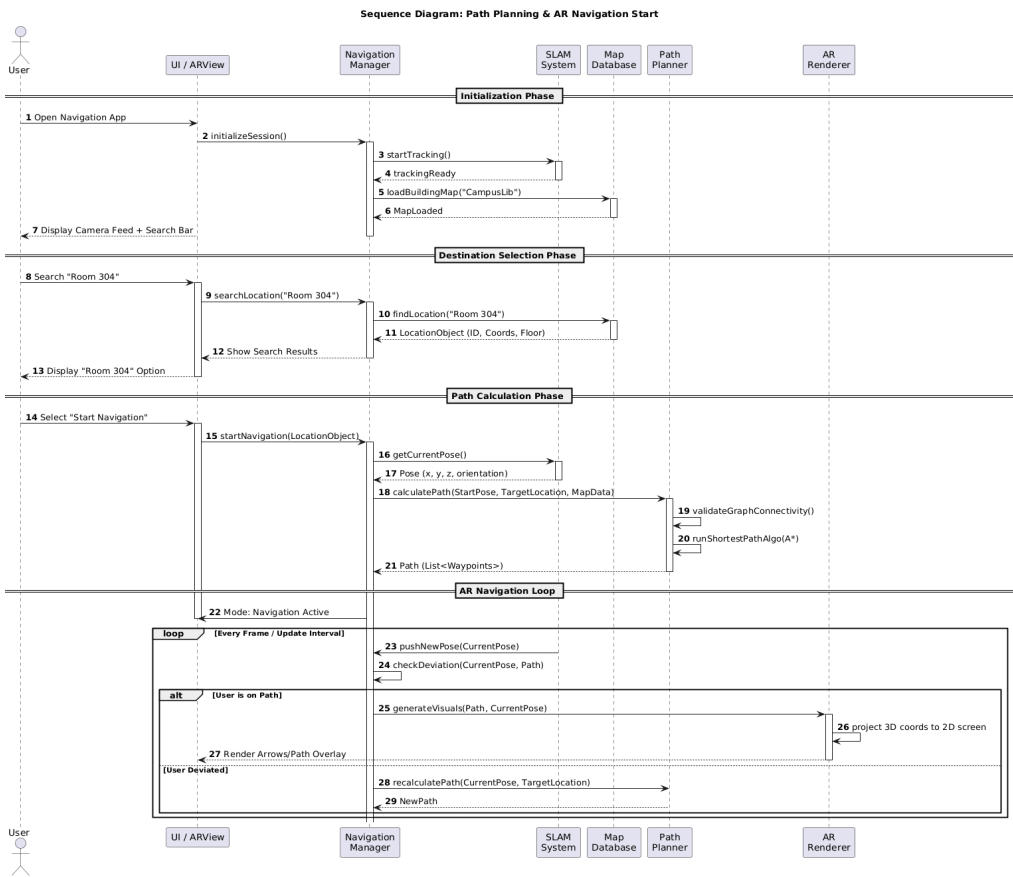 Sequence Diagram: Path Planning & AR Navigation Start
User
UI / ARView
Navigation
Manager
SLAM
System
Map
Database
Path
Planner
AR
Renderer
Initialization Phase
1 Open Navigation App
2 initializeSession()
3 startTracking()
4 trackingReady
5 loadBuildingMap("CampusLib")
6 MapLoaded
7 Display Camera Feed + Search Bar
Destination Selection Phase
8 Search "Room 304"
9 searchLocation("Room 304")
10 findLocation("Room 304")
11 LocationObject (ID, Coords, Floor)
12 Show Search Results
13 Display "Room 304" Option
Path Calculation Phase
14 Select "Start Navigation"
15 startNavigation(LocationObject)
16 getCurrentPose()
17 Pose (x, y, z, orientation)
18 calculatePath(StartPose, TargetLocation, MapData)
19 validateGraphConnectivity()
20 runShortestPathAlgo(A*)
21 Path (List<Waypoints>)
AR Navigation Loop
22 Mode: Navigation Active
loop [Every Frame / Update Interval]
23 pushNewPose(CurrentPose)
24 checkDeviation(CurrentPose, Path)
alt [User is on Path]
25 generateVisuals(Path, CurrentPose)
26 project 3D coords to 2D screen
27 Render Arrows/Path Overlay
[User Deviated]
28 recalculatePath(CurrentPose, TargetLocation)
29 NewPath
User
UI / ARView
Navigation
Manager
SLAM
System
Map
Database
Path
Planner
AR
Renderer